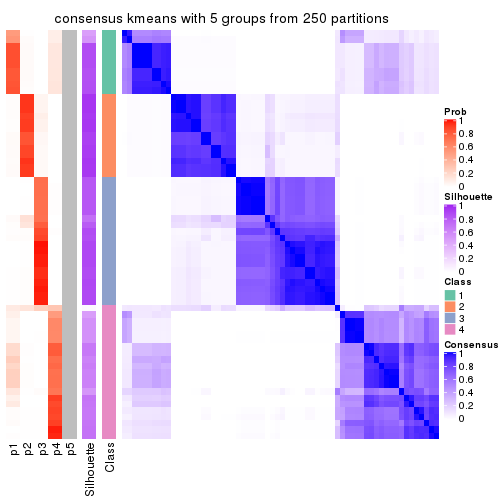 consensus kmeans with 5 groups from 250 partitions
Prob
1
0.8
0.6
0.4
0.2
0
Silhouette
1
0.8
0.6
0.4
0.2
0
Class
1
2
3
4
Consensus
1
0.8
0.6
0.4
0.2
0
p1
p2
p3
p4
p5
Silhouette
Class